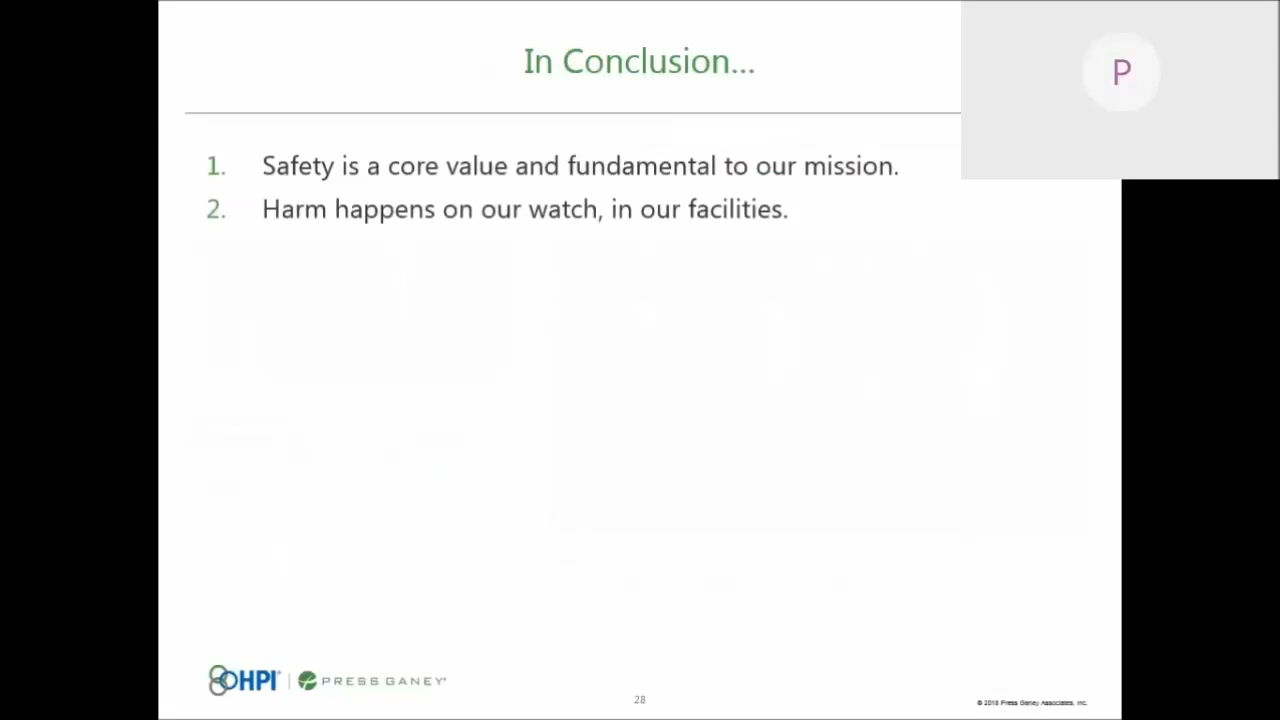 In Conclusion...
P
1. Safety is a core value and fundamental to our mission.
2. Harm happens on our watch, in our facilities.
HPI | PRESS GANEY®
28
© 2018 Press Ganey Associates, Inc.